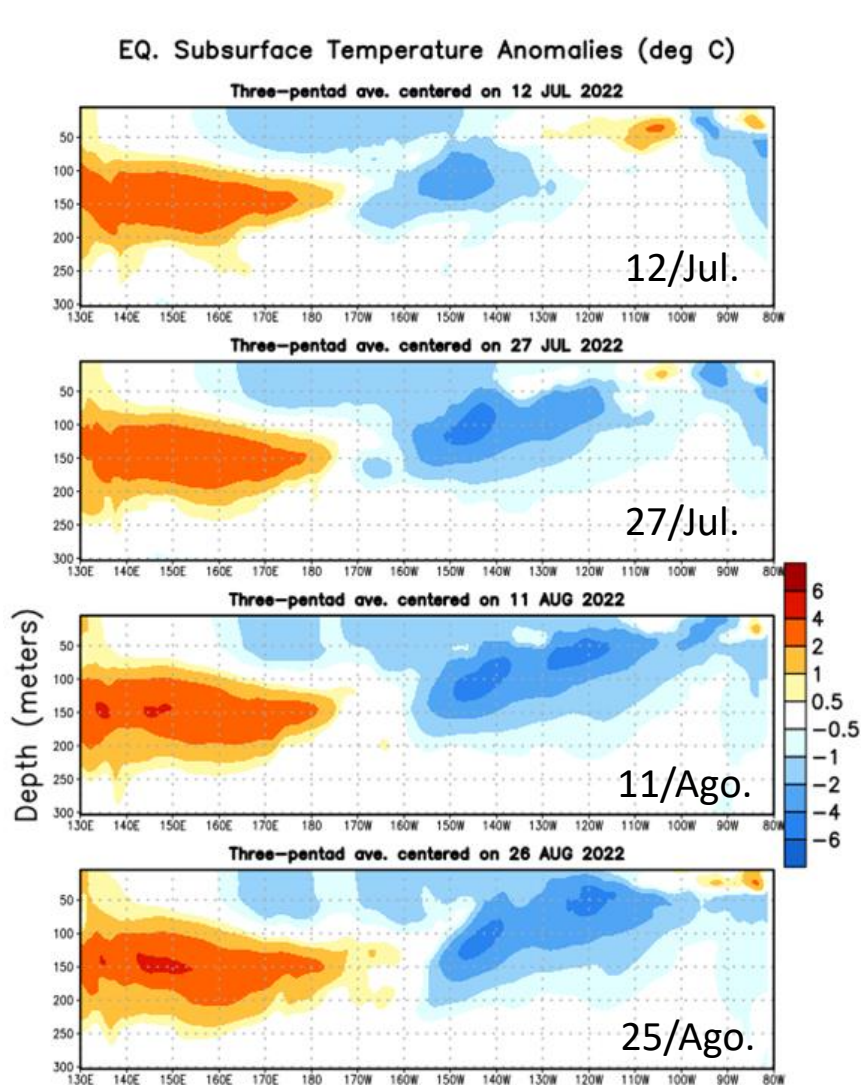 EQ. Subsurface Temperature Anomalies (deg C)
Three-pentad ave. centered on 12 JUL 2022
50
100
150
200
250
300
12/Jul.
130E 140E 150E 160E 170E 180 170W 160W 150W 140W 130W 120W 110W 100W 90W 80W
Three-pentad ave. centered on 27 JUL 2022
50
100
150
200
250
300
27/Jul.
130E 140E 150E 160E 170E 180 170W 160W 150W 140W 130W 120W 110W 100W 90W 80W
Three-pentad ave. centered on 11 AUG 2022
50
100
150
200
250
300
11/Ago.
130E 140E 150E 160E 170E 180 170W 160W 150W 140W 130W 120W 110W 100W 90W 80W
Three-pentad ave. centered on 26 AUG 2022
50
100
150
200
250
300
25/Ago.
130E 140E 150E 160E 170E 180 170W 160W 150W 140W 130W 120W 110W 100W 90W 80W
Depth (meters)
6
4
2
1
0.5
-0.5
-1
-2
-4
-6